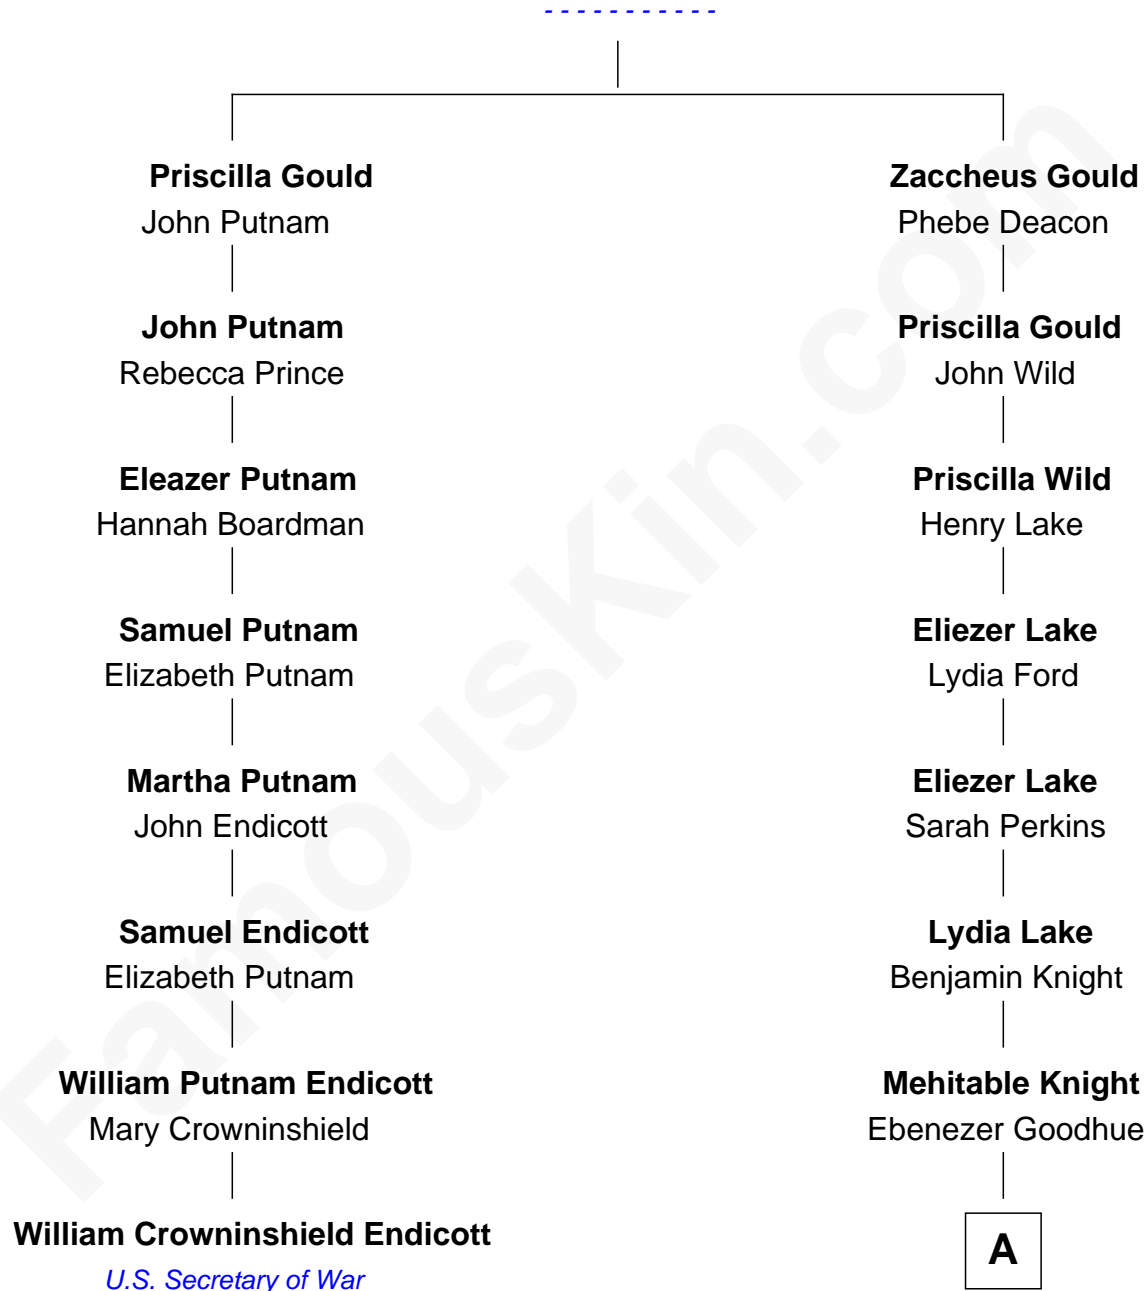 - - - - - - - - - - -
Priscilla Gould
John Putnam
Zaccheus Gould
Phebe Deacon
John Putnam
Rebecca Prince
Priscilla Gould
John Wild
Eleazer Putnam
Hannah Boardman
Priscilla Wild
Henry Lake
Samuel Putnam
Elizabeth Putnam
Eliezer Lake
Lydia Ford
Martha Putnam
John Endicott
Eliezer Lake
Sarah Perkins
Samuel Endicott
Elizabeth Putnam
Lydia Lake
Benjamin Knight
William Putnam Endicott
Mary Crowninshield
Mehitable Knight
Ebenezer Goodhue
William Crowninshield Endicott
U.S. Secretary of War
A
FamousKin.com